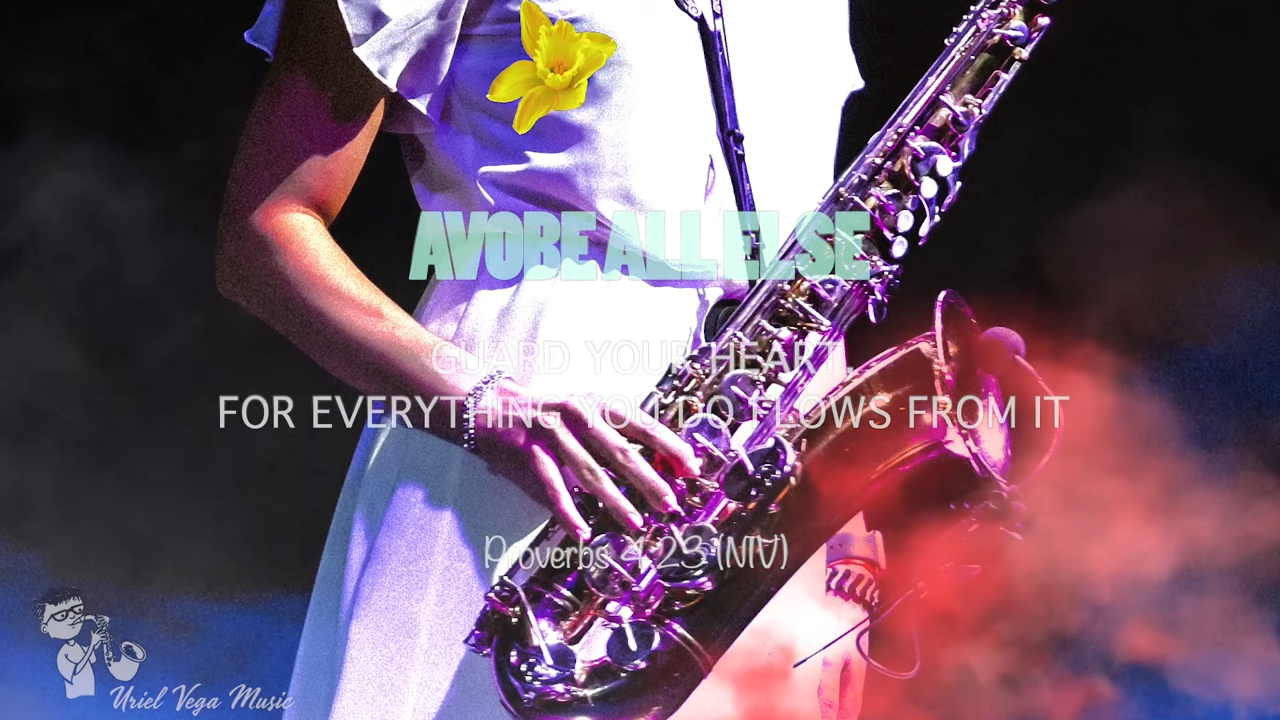 AVOBE ALL ELSE
GUARD YOUR HEART,
FOR EVERYTHING YOU DO FLOWS FROM IT
Proverbs 4:23 (NIV)
Uriel Vega Music